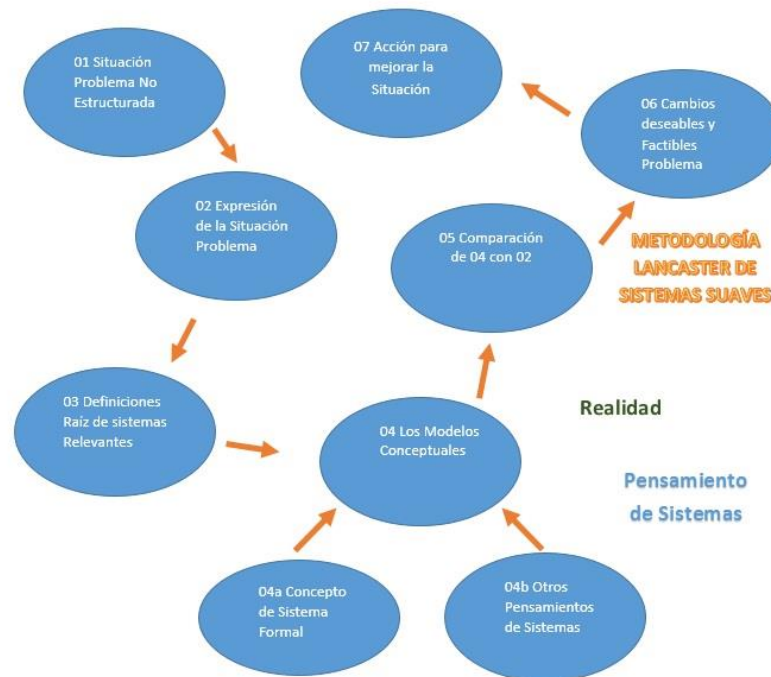 01 Situación
Problema No
Estructurada
07 Acción para
mejorar la
Situación
06 Cambios
deseables y
Factibles
Problema
02 Expresión
de la Situación
Problema
05 Comparación
de 04 con 02
METODOLOGÍA
LANCASTER DE
SISTEMAS SUAVES
03 Definiciones
Raíz de sistemas
Relevantes
04 Los Modelos
Conceptuales
Realidad
Pensamiento
de Sistemas
04a Concepto
de Sistema
Formal
04b Otros
Pensamientos
de Sistemas